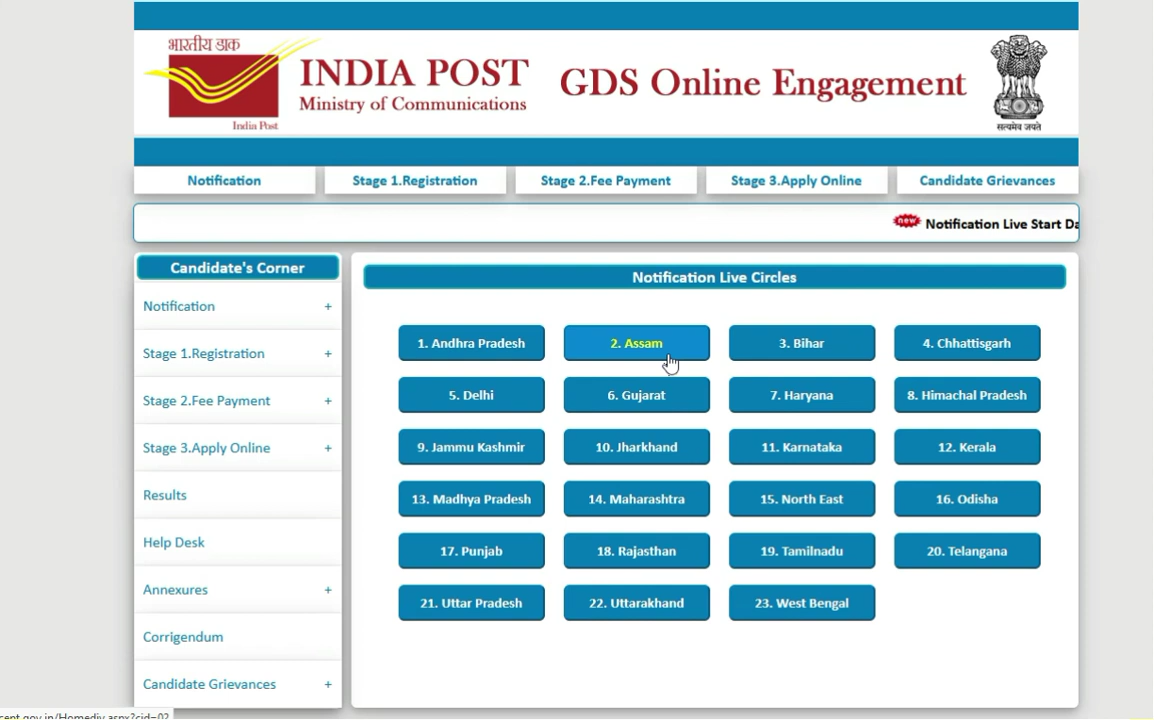 भारतीय डाक
India Post
INDIA POST
Ministry of Communications
GDS Online Engagement
सत्यमेव जयते
Notification
Stage 1.Registration
Stage 2.Fee Payment
Stage 3.Apply Online
Candidate Grievances
new Notification Live Start Da
Candidate's Corner
Notification +
Stage 1.Registration +
Stage 2.Fee Payment +
Stage 3.Apply Online +
Results
Help Desk
Annexures +
Corrigendum
Candidate Grievances +
Notification Live Circles
1. Andhra Pradesh
2. Assam
3. Bihar
4. Chhattisgarh
5. Delhi
6. Gujarat
7. Haryana
8. Himachal Pradesh
9. Jammu Kashmir
10. Jharkhand
11. Karnataka
12. Kerala
13. Madhya Pradesh
14. Maharashtra
15. North East
16. Odisha
17. Punjab
18. Rajasthan
19. Tamilnadu
20. Telangana
21. Uttar Pradesh
22. Uttarakhand
23. West Bengal
cept.gov.in/Homediv.aspx?cid=02